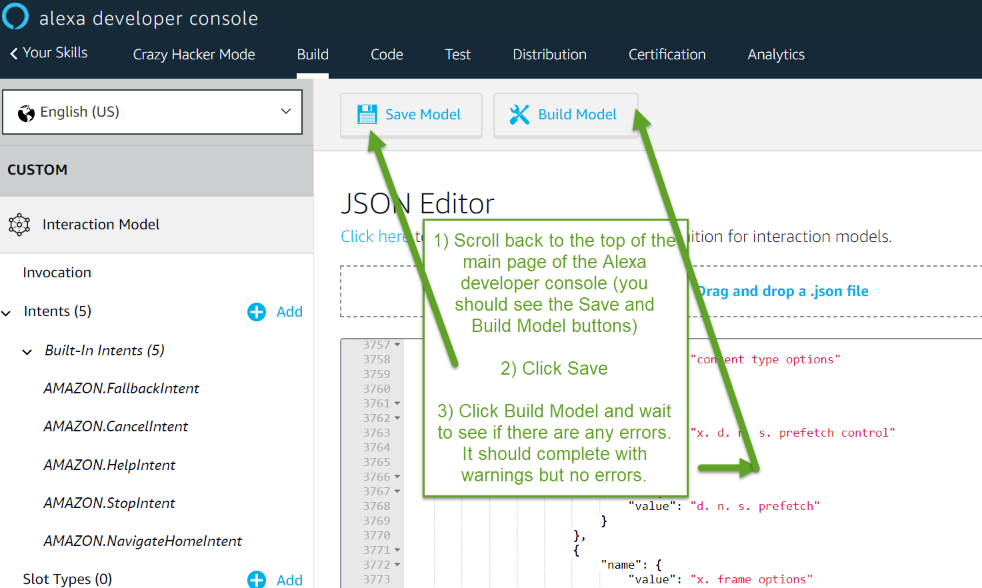 alexa developer console
Your Skills
Crazy Hacker Mode
Build
Code
Test
Distribution
Certification
Analytics
English (US)
Save Model
Build Model
CUSTOM
Interaction Model
Invocation
Intents (5)
Add
Built-In Intents (5)
AMAZON.FallbackIntent
AMAZON.CancelIntent
AMAZON.HelpIntent
AMAZON.StopIntent
AMAZON.NavigateHomeIntent
Slot Types (0)
Add
JSON Editor
Click here for interaction models.
1) Scroll back to the top of the
main page of the Alexa
developer console (you
should see the Save and
Build Model buttons)
2) Click Save
3) Click Build Model and wait
to see if there are any errors.
It should complete with
warnings but no errors.
Drag and drop a .json file
3757
3758 "content type options"
3759
3760
3761
3762
3763 "x. d. n. s. prefetch control"
3764
3765
3766
3767
3768 "value": "d. n. s. prefetch"
3769 }
3770 },
3771 {
3772 "name": {
3773 "value": "x. frame options"